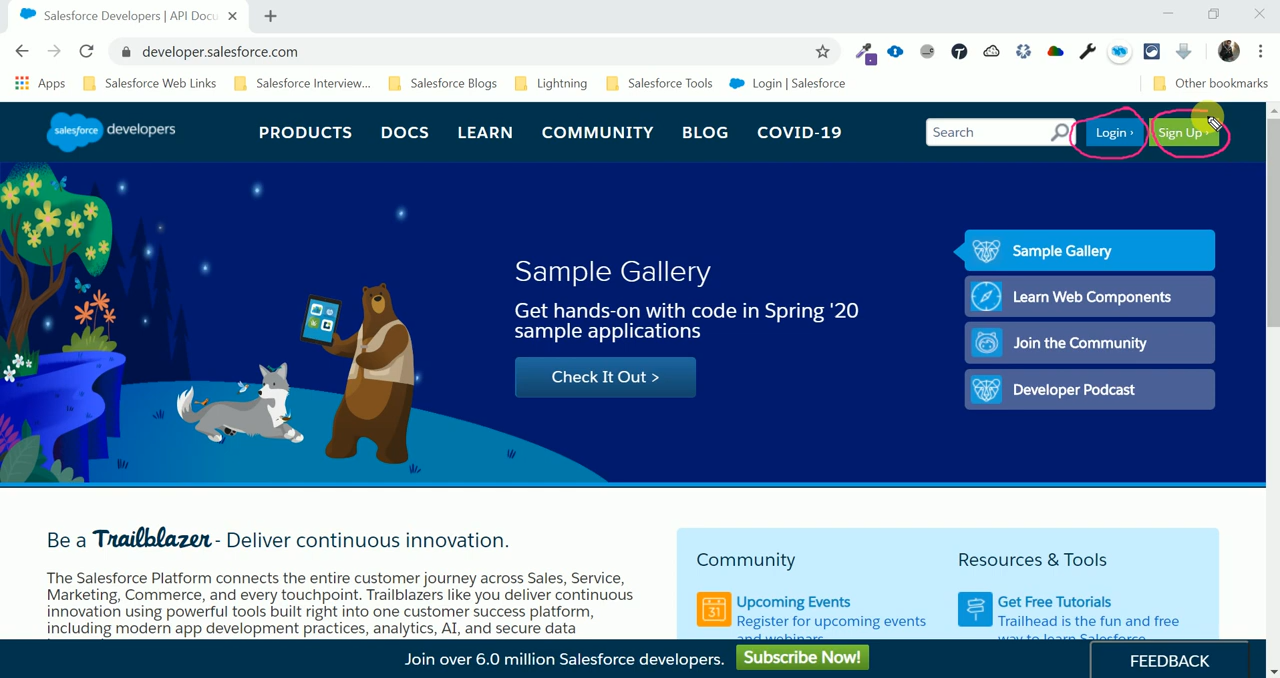 Salesforce Developers | API Docu
developer.salesforce.com
Apps Salesforce Web Links Salesforce Interview... Salesforce Blogs Lightning Salesforce Tools Login | Salesforce Other bookmarks
salesforce developers PRODUCTS DOCS LEARN COMMUNITY BLOG COVID-19 Search Login › Sign Up ›
Sample Gallery
Get hands-on with code in Spring '20
sample applications
Check It Out >
Sample Gallery
Learn Web Components
Join the Community
Developer Podcast
Be a Trailblazer - Deliver continuous innovation.
The Salesforce Platform connects the entire customer journey across Sales, Service,
Marketing, Commerce, and every touchpoint. Trailblazers like you deliver continuous
innovation using powerful tools built right into one customer success platform,
including modern app development practices, analytics, AI, and secure data
Community
31
Upcoming Events
Register for upcoming events
and webinars
Resources & Tools
Get Free Tutorials
Trailhead is the fun and free
way to learn Salesforce
Join over 6.0 million Salesforce developers. Subscribe Now!
FEEDBACK